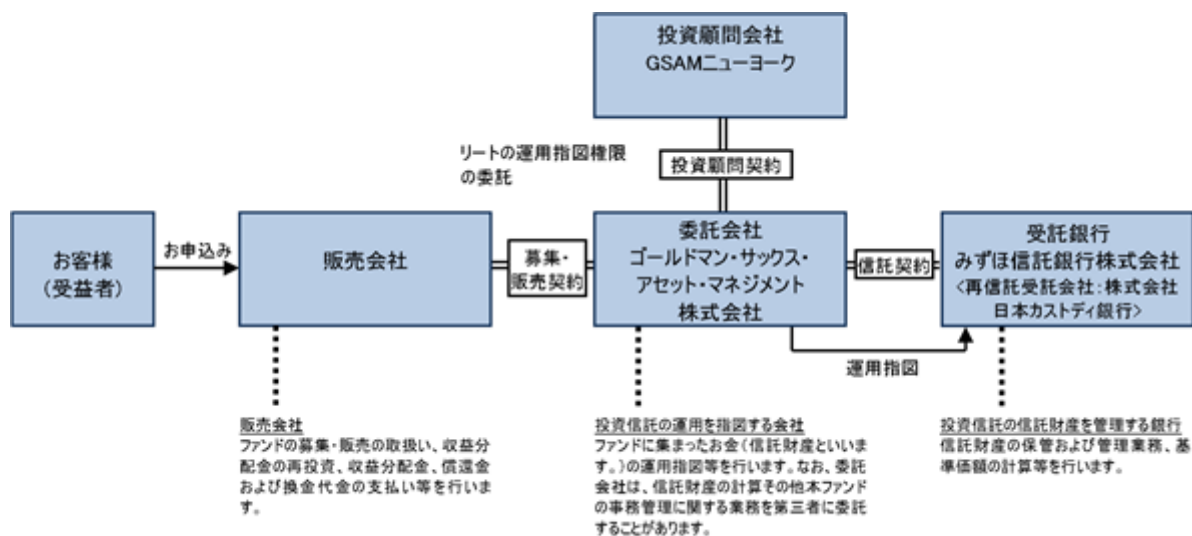 投資顧問会社
GSAMニューヨーク
リートの運用指図権限
の委託
投資顧問契約
お客様
(受益者)
お申込み
販売会社
募集・
販売契約
委託会社
ゴールドマン・サックス・
アセット・マネジメント
株式会社
信託契約
受託銀行
みずほ信託銀行株式会社
<再信託受託会社:株式会社
日本カストディ銀行>
運用指図
販売会社
ファンドの募集・販売の取扱い、収益分
配金の再投資、収益分配金、償還金
および換金代金の支払い等を行いま
す。
投資信託の運用を指図する会社
ファンドに集まったお金(信託財産といいま
す。)の運用指図等を行います。なお、委託
会社は、信託財産の計算その他本ファンド
の事務管理に関する業務を第三者に委託
することがあります。
投資信託の信託財産を管理する銀行
信託財産の保管および管理業務、基
準価額の計算等を行います。